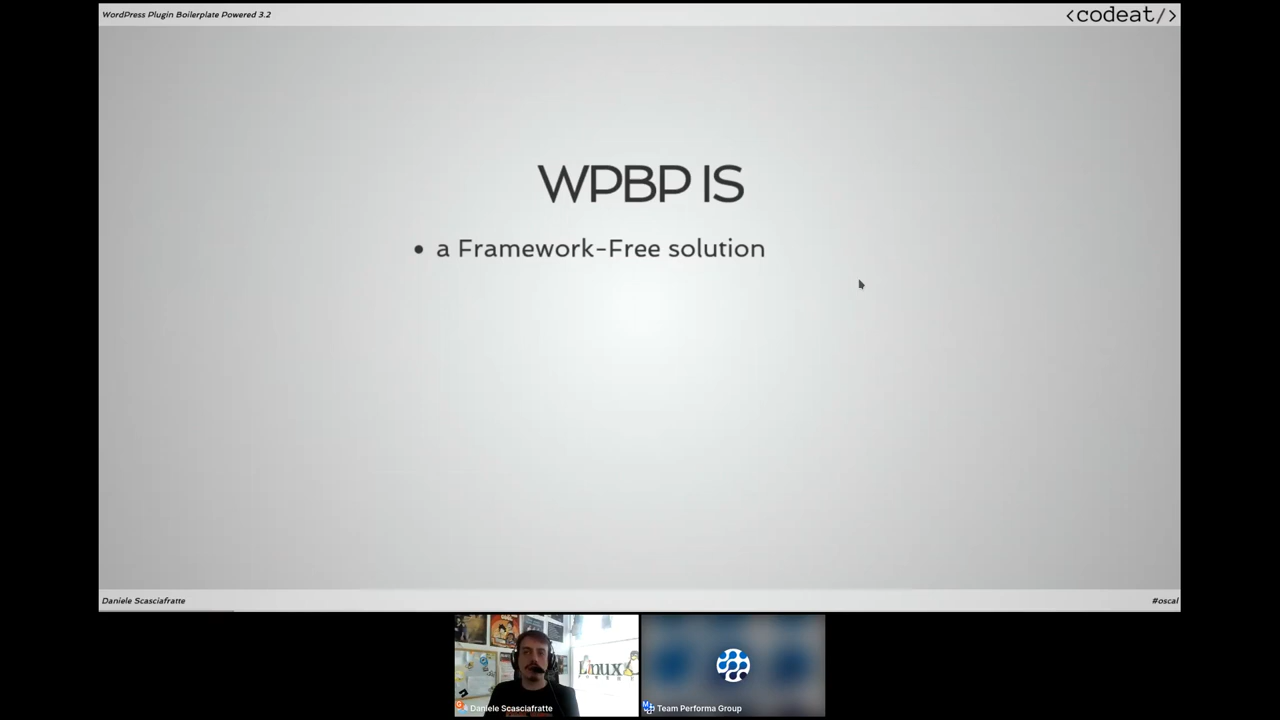 WordPress Plugin Boilerplate Powered 3.2
<codeat/>
WPBP IS
• a Framework-Free solution
Daniele Scasciafratte
#oscal
Linux
Daniele Scasciafratte
Team Performa Group